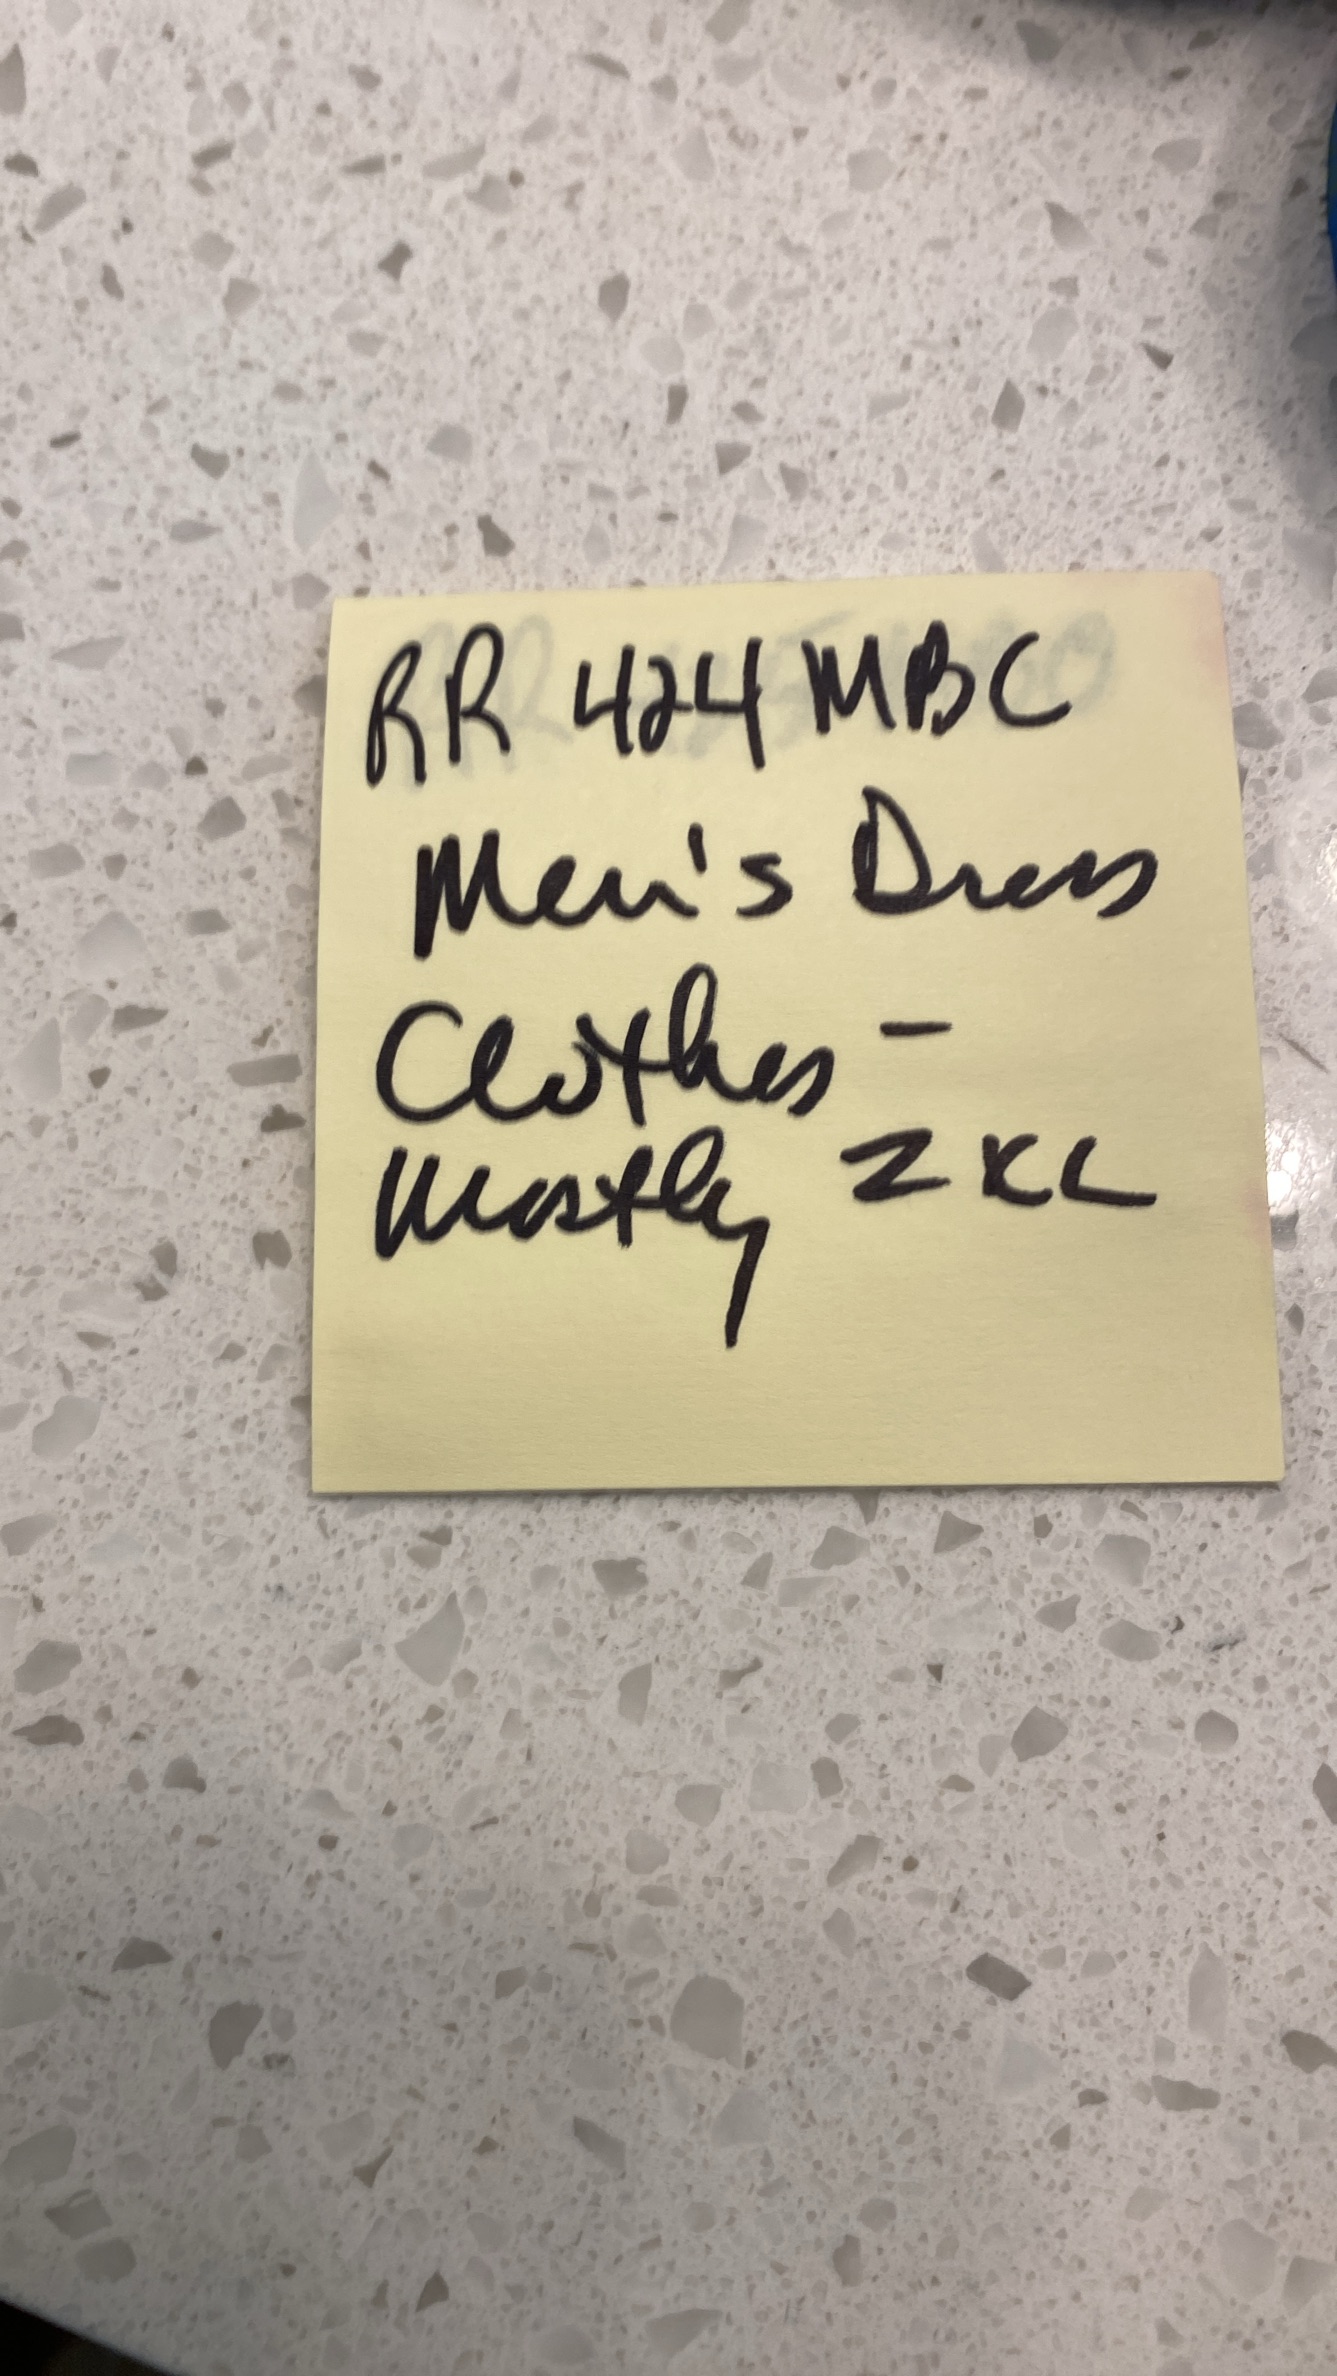 RR 424 MBC
Men's Dress
Clothes -
Mostly 2XL